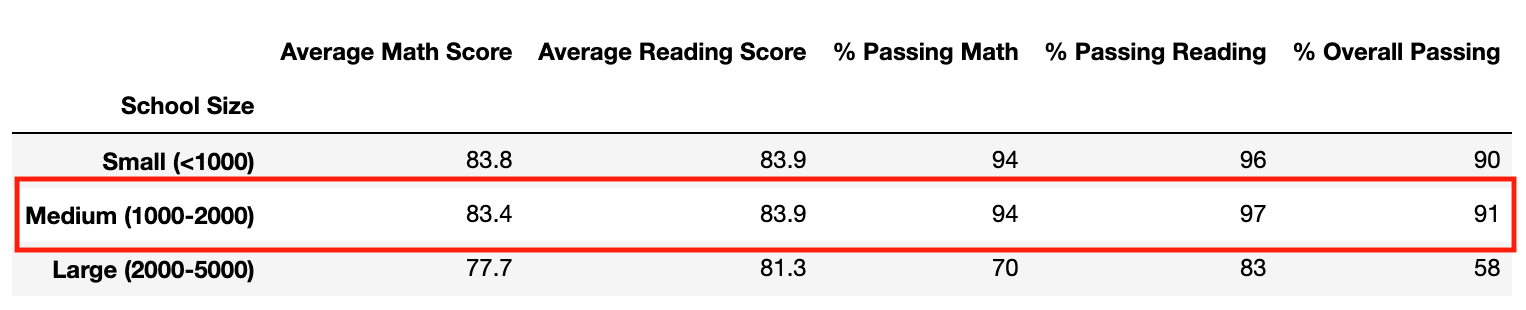 Average Math Score Average Reading Score % Passing Math % Passing Reading % Overall Passing
School Size
Small (<1000) 83.8 83.9 94 96 90
Medium (1000-2000) 83.4 83.9 94 97 91
Large (2000-5000) 77.7 81.3 70 83 58